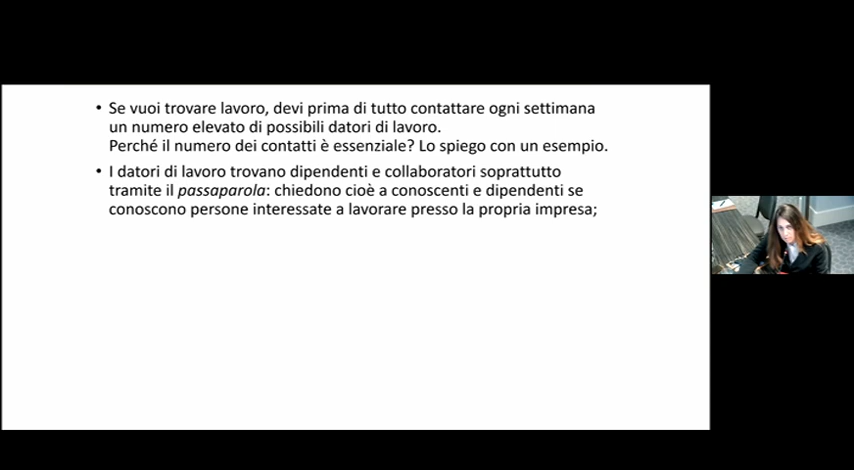 • Se vuoi trovare lavoro, devi prima di tutto contattare ogni settimana
un numero elevato di possibili datori di lavoro.
Perché il numero dei contatti è essenziale? Lo spiego con un esempio.
• I datori di lavoro trovano dipendenti e collaboratori soprattutto
tramite il passaparola: chiedono cioè a conoscenti e dipendenti se
conoscono persone interessate a lavorare presso la propria impresa;